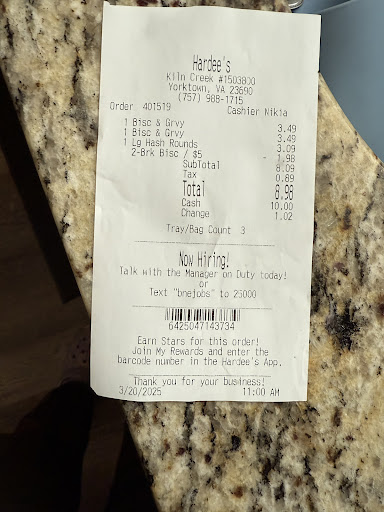 Hardee's
Kiln Creek #1503800
Yorktown, VA 23690
(757) 988-1715
Order: 401519 Cashier Nikia
1 Bisc & Grvy 3.49
1 Bisc & Grvy 3.49
1 Lg Hash Rounds 3.09
2-Brk Bisc / $5 - 1.98
SubTotal 8.09
Tax 0.89
Total 8.98
Cash 10.00
Change 1.02
Tray/Bag Count 3
Now Hiring!
Talk with the Manager on Duty today!
or
Text "bnejobs" to 25000
6425047143734
Earn Stars for this order!
Join My Rewards and enter the
barcode number in the Hardee's App.
Thank you for your business!
3/20/2025 11:00 AM